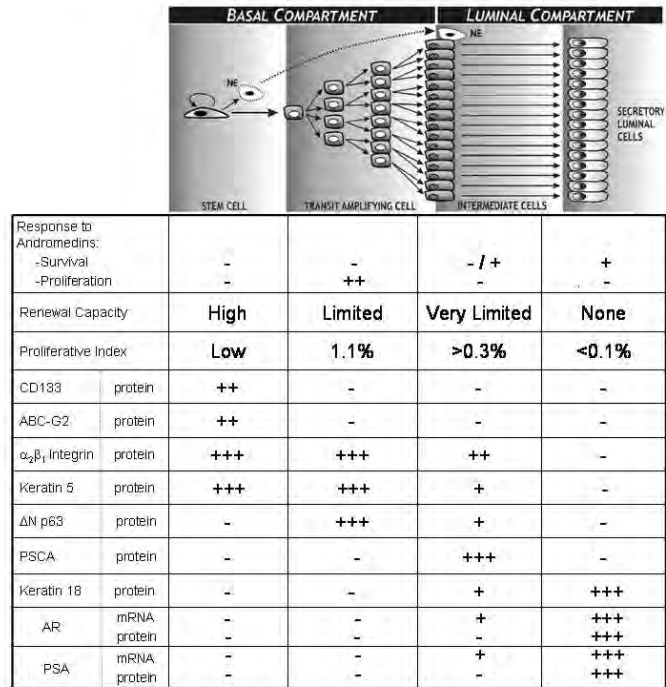 BASAL COMPARTMENT LUMINAL COMPARTMENT
NE
NE
SECRETORY
LUMINAL
CELLS
STEM CELL TRANSIT AMPLIFYING CELL INTERMEDIATE CELLS
Response to
Andromedins:
-Survival - - - / + +
-Proliferation - ++ - -
Renewal Capacity High Limited Very Limited None
Proliferative Index Low 1.1% >0.3% <0.1%
CD133 protein ++ - - -
ABC-G2 protein ++ - - -
α2β1 Integrin protein +++ +++ ++ -
Keratin 5 protein +++ +++ + -
ΔN p63 protein - +++ + -
PSCA protein - - +++ -
Keratin 18 protein - - + +++
AR mRNA - - + +++
protein - - - +++
PSA mRNA - - + +++
protein - - - +++